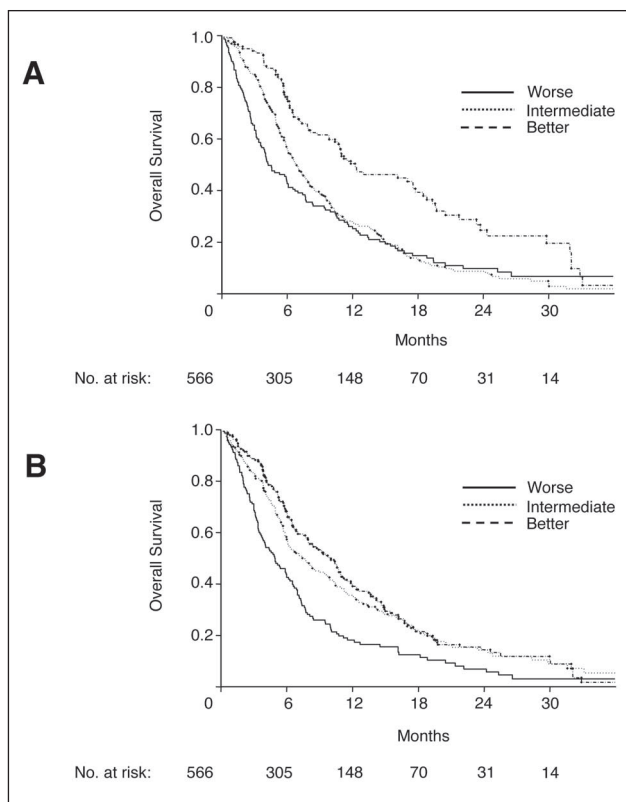 A
1.0
0.8
0.6
0.4
0.2
0
Overall Survival
Worse
Intermediate
Better
6 12 18 24 30
Months
No. at risk: 566 305 148 70 31 14
B
1.0
0.8
0.6
0.4
0.2
0
Overall Survival
Worse
Intermediate
Better
6 12 18 24 30
Months
No. at risk: 566 305 148 70 31 14